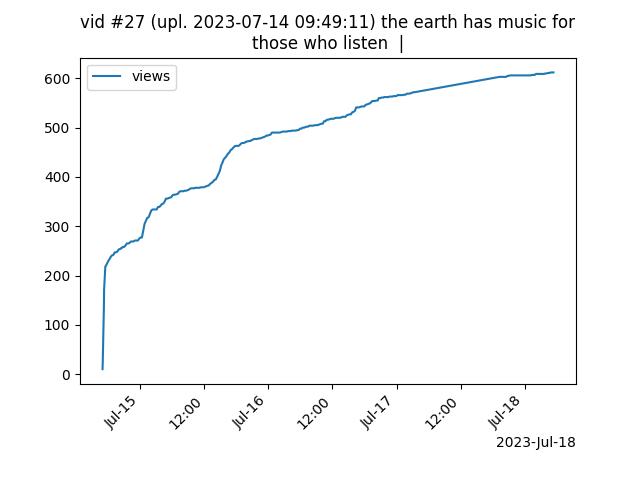 vid #27 (upl. 2023-07-14 09:49:11) the earth has music for
those who listen  |
views
600
500
400
300
200
100
0
Jul-15
12:00
Jul-16
12:00
Jul-17
12:00
Jul-18
2023-Jul-18